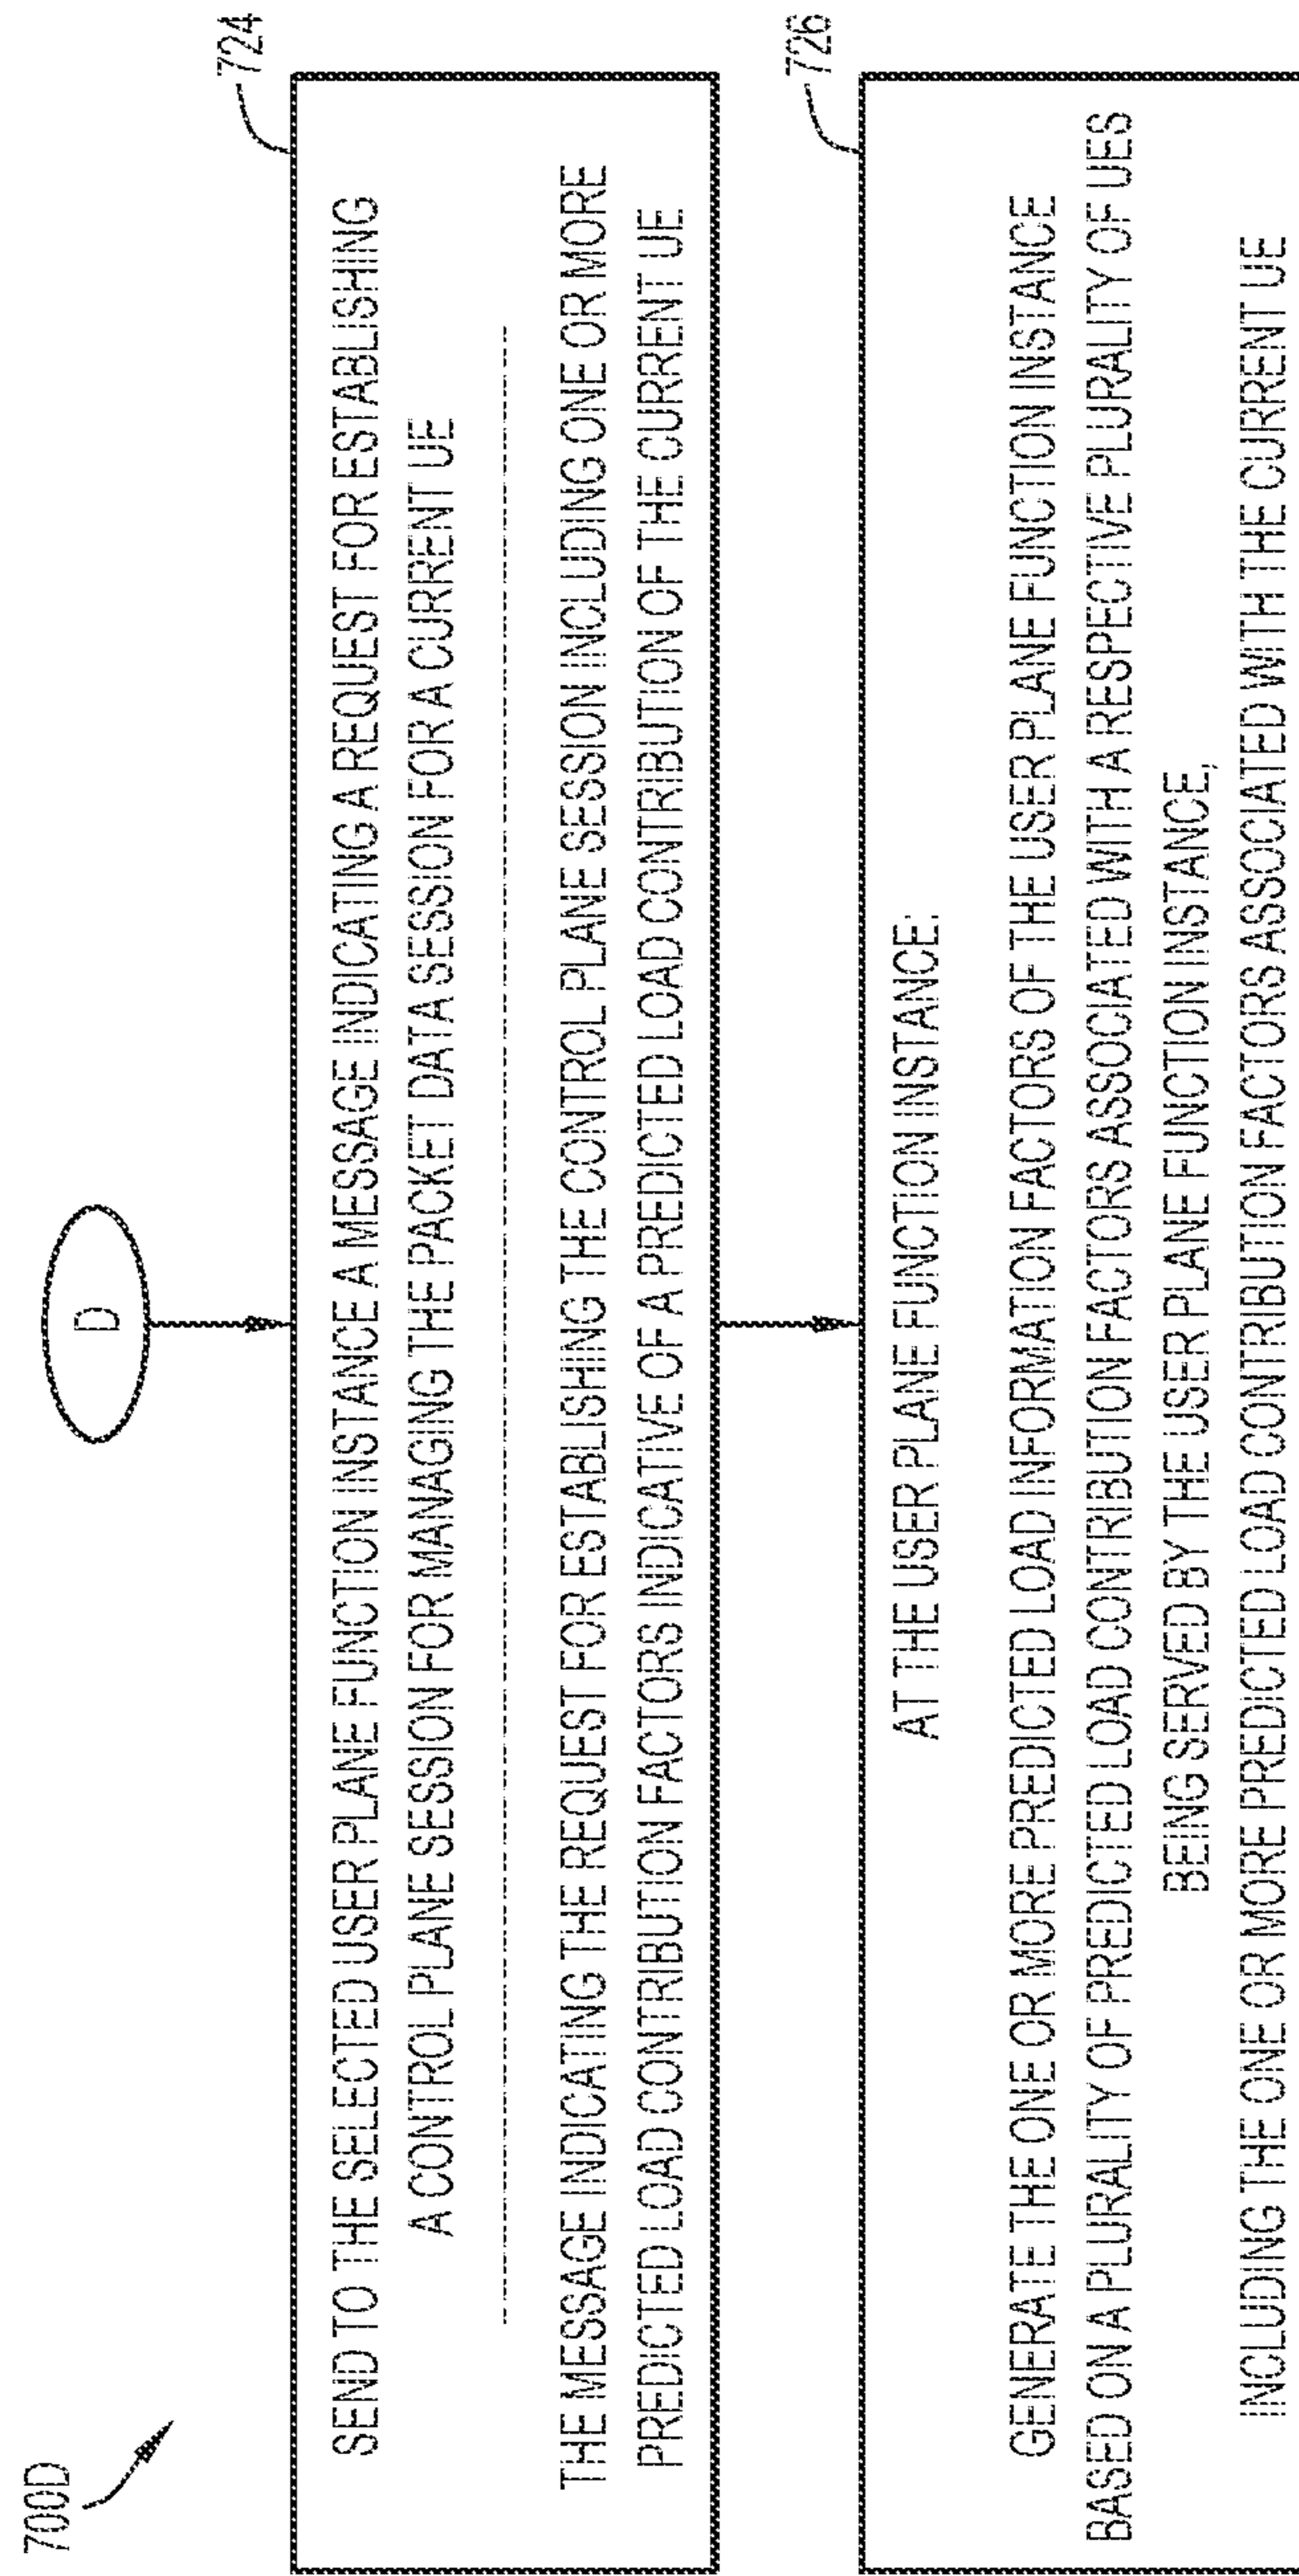 700D
D
724
SEND TO THE SELECTED USER PLANE FUNCTION INSTANCE A MESSAGE INDICATING A REQUEST FOR ESTABLISHING
A CONTROL PLANE SESSION FOR MANAGING THE PACKET DATA SESSION FOR A CURRENT UE
THE MESSAGE INDICATING THE REQUEST FOR ESTABLISHING THE CONTROL PLANE SESSION INCLUDING ONE OR MORE
PREDICTED LOAD CONTRIBUTION FACTORS INDICATIVE OF A PREDICTED LOAD CONTRIBUTION OF THE CURRENT UE
726
AT THE USER PLANE FUNCTION INSTANCE:
GENERATE THE ONE OR MORE PREDICTED LOAD INFORMATION FACTORS OF THE USER PLANE FUNCTION INSTANCE
BASED ON A PLURALITY OF PREDICTED LOAD CONTRIBUTION FACTORS ASSOCIATED WITH A RESPECTIVE PLURALITY OF UES
BEING SERVED BY THE USER PLANE FUNCTION INSTANCE,
INCLUDING THE ONE OR MORE PREDICTED LOAD CONTRIBUTION FACTORS ASSOCIATED WITH THE CURRENT UE